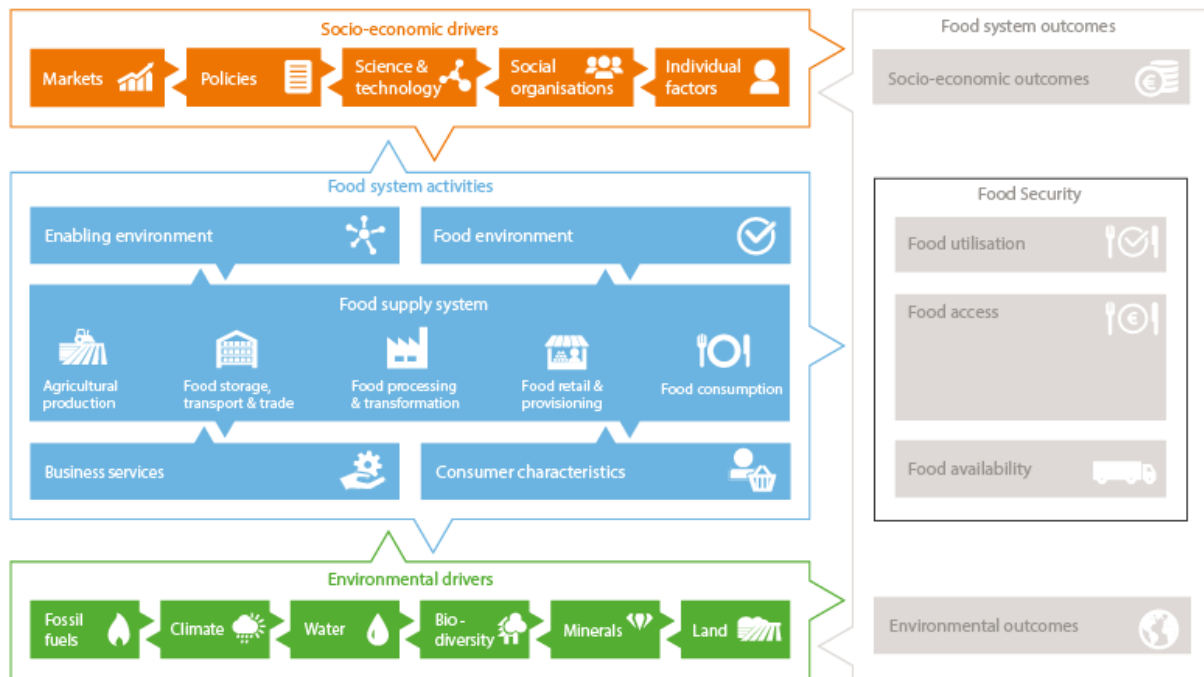 Socio-economic drivers
Markets
Policies
Science &
technology
Social
organisations
Individual
factors
Food system activities
Enabling environment
Food environment
Food supply system
Agricultural
production
Food storage,
transport & trade
Food processing
& transformation
Food retail &
provisioning
Food consumption
Business services
Consumer characteristics
Environmental drivers
Fossil
fuels
Climate
Water
Bio-
diversity
Minerals
Land
Food system outcomes
Socio-economic outcomes
€
Food Security
Food utilisation
Food access
€
Food availability
Environmental outcomes